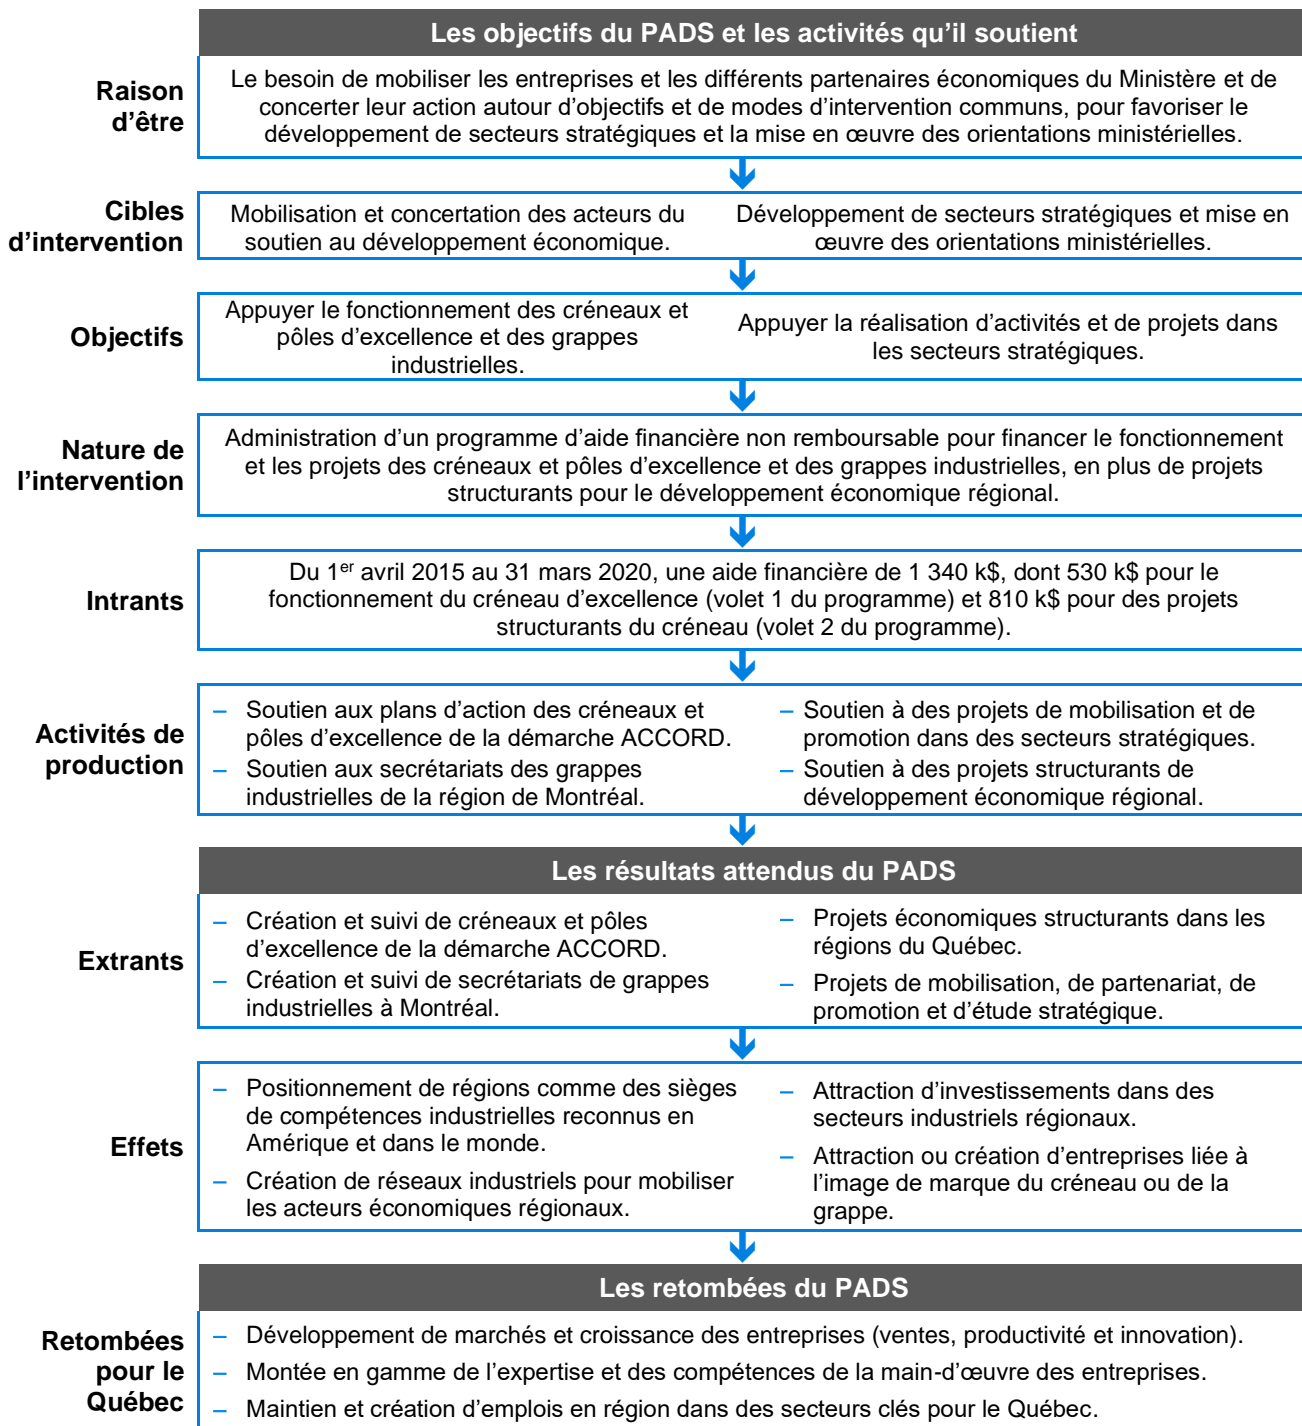 Les objectifs du PADS et les activités qu’il soutient
Raison
d’être
Le besoin de mobiliser les entreprises et les différents partenaires économiques du Ministère et de
concerter leur action autour d’objectifs et de modes d’intervention communs, pour favoriser le
développement de secteurs stratégiques et la mise en œuvre des orientations ministérielles.
Cibles
d’intervention
Mobilisation et concertation des acteurs du
soutien au développement économique.
Développement de secteurs stratégiques et mise en
œuvre des orientations ministérielles.
Objectifs
Appuyer le fonctionnement des créneaux et
pôles d’excellence et des grappes
industrielles.
Appuyer la réalisation d’activités et de projets dans
les secteurs stratégiques.
Nature de
l’intervention
Administration d’un programme d’aide financière non remboursable pour financer le fonctionnement
et les projets des créneaux et pôles d’excellence et des grappes industrielles, en plus de projets
structurants pour le développement économique régional.
Intrants
Du 1er avril 2015 au 31 mars 2020, une aide financière de 1 340 k$, dont 530 k$ pour le
fonctionnement du créneau d’excellence (volet 1 du programme) et 810 k$ pour des projets
structurants du créneau (volet 2 du programme).
Activités de
production
– Soutien aux plans d’action des créneaux et
pôles d’excellence de la démarche ACCORD.
– Soutien aux secrétariats des grappes
industrielles de la région de Montréal.
– Soutien à des projets de mobilisation et de
promotion dans des secteurs stratégiques.
– Soutien à des projets structurants de
développement économique régional.
Les résultats attendus du PADS
Extrants
– Création et suivi de créneaux et pôles
d’excellence de la démarche ACCORD.
– Création et suivi de secrétariats de grappes
industrielles à Montréal.
– Projets économiques structurants dans les
régions du Québec.
– Projets de mobilisation, de partenariat, de
promotion et d’étude stratégique.
Effets
– Positionnement de régions comme des sièges
de compétences industrielles reconnus en
Amérique et dans le monde.
– Création de réseaux industriels pour mobiliser
les acteurs économiques régionaux.
– Attraction d’investissements dans des
secteurs industriels régionaux.
– Attraction ou création d’entreprises liée à
l’image de marque du créneau ou de la
grappe.
Les retombées du PADS
Retombées
pour le
Québec
– Développement de marchés et croissance des entreprises (ventes, productivité et innovation).
– Montée en gamme de l’expertise et des compétences de la main-d’œuvre des entreprises.
– Maintien et création d’emplois en région dans des secteurs clés pour le Québec.